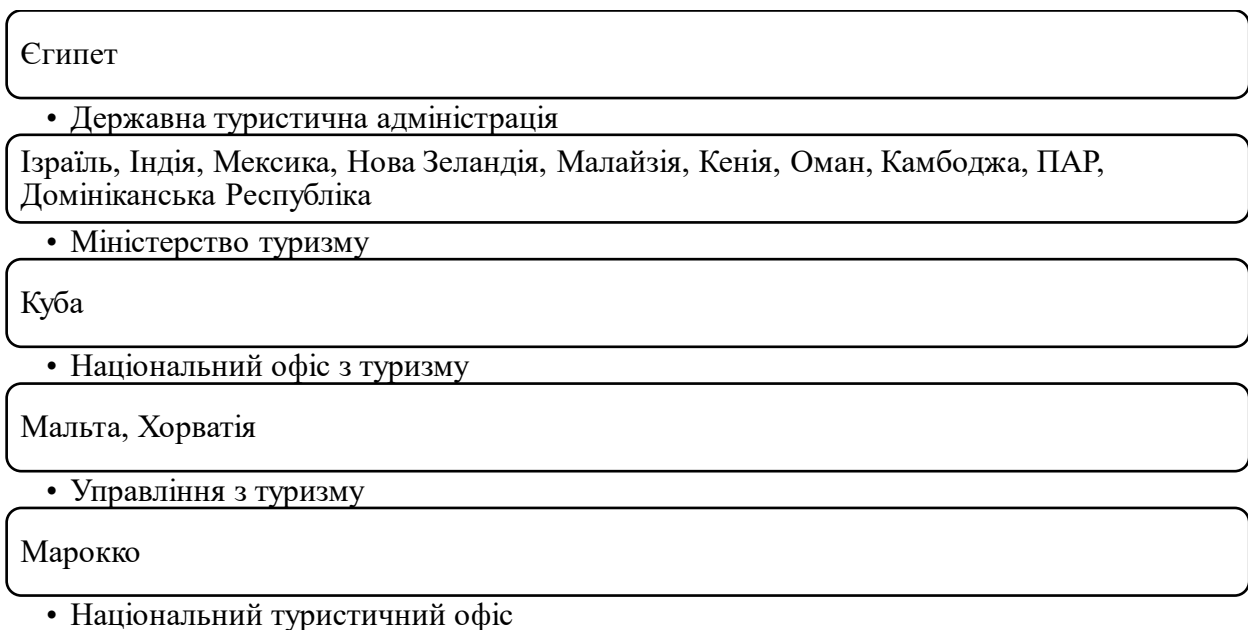 Єгипет
• Державна туристична адміністрація
Ізраїль, Індія, Мексика, Нова Зеландія, Малайзія, Кенія, Оман, Камбоджа, ПАР,
Домініканська Республіка
• Міністерство туризму
Куба
• Національний офіс з туризму
Мальта, Хорватія
• Управління з туризму
Марокко
• Національний туристичний офіс